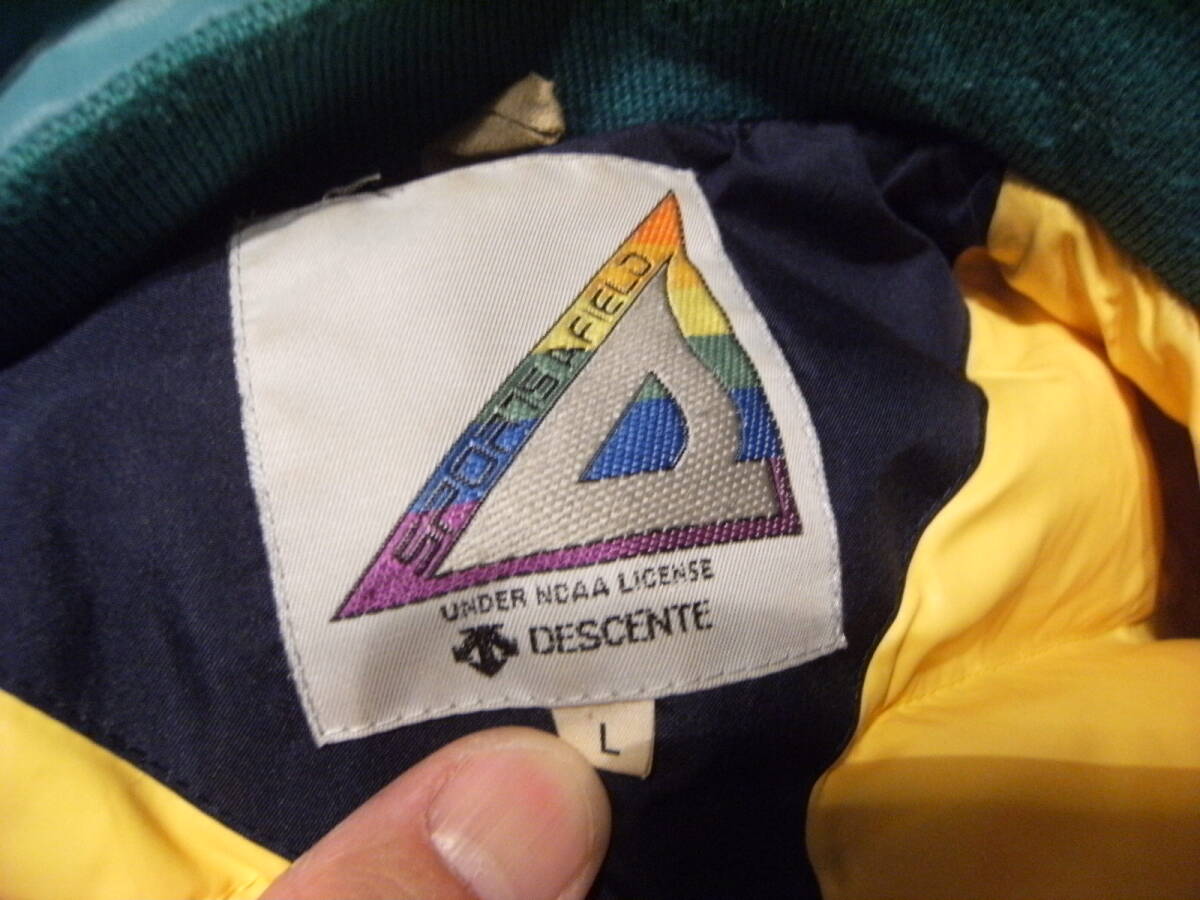 SPORTS AFIELD
UNDER NCAA LICENSE
DESCENTE
L